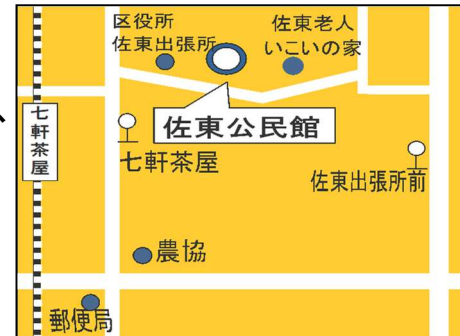 区役所
佐東出張所
佐東老人
いこいの家
佐東公民館
七軒茶屋
七軒茶屋
佐東出張所前
農協
郵便局